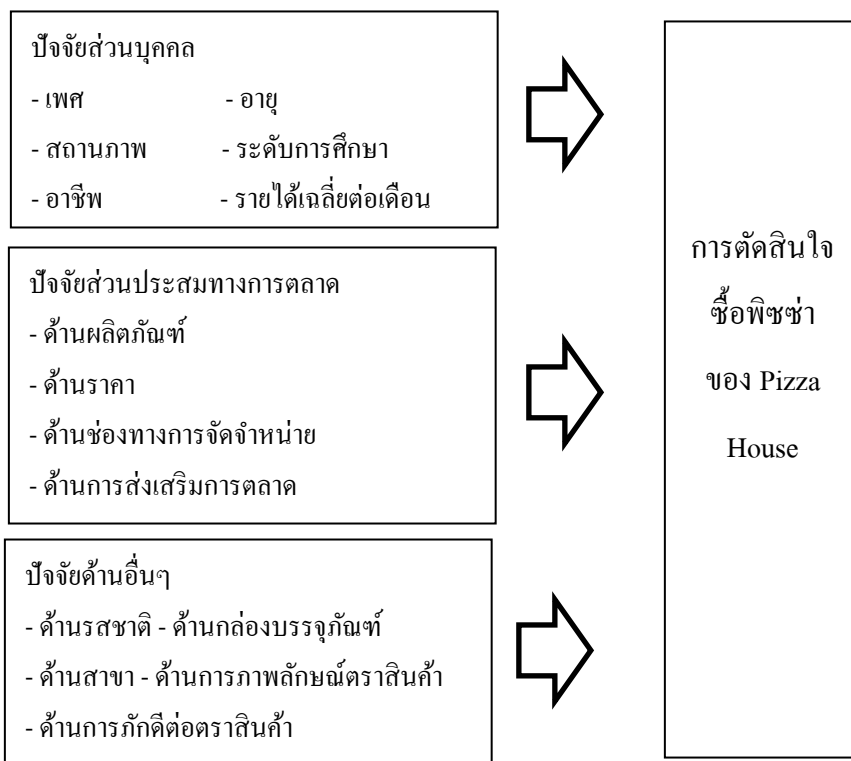 ปัจจัยส่วนบุคคล
- เพศ - อายุ
- สถานภาพ - ระดับการศึกษา
- อาชีพ - รายได้เฉลี่ยต่อเดือน
ปัจจัยส่วนประสมทางการตลาด
- ด้านผลิตภัณฑ์
- ด้านราคา
- ด้านช่องทางการจัดจำหน่าย
- ด้านการส่งเสริมการตลาด
ปัจจัยด้านอื่นๆ
- ด้านรสชาติ - ด้านกล่องบรรจุภัณฑ์
- ด้านสาขา - ด้านการภาพลักษณ์ตราสินค้า
- ด้านการภักดีต่อตราสินค้า
การตัดสินใจ
ซื้อพิซซ่า
ของ Pizza
House